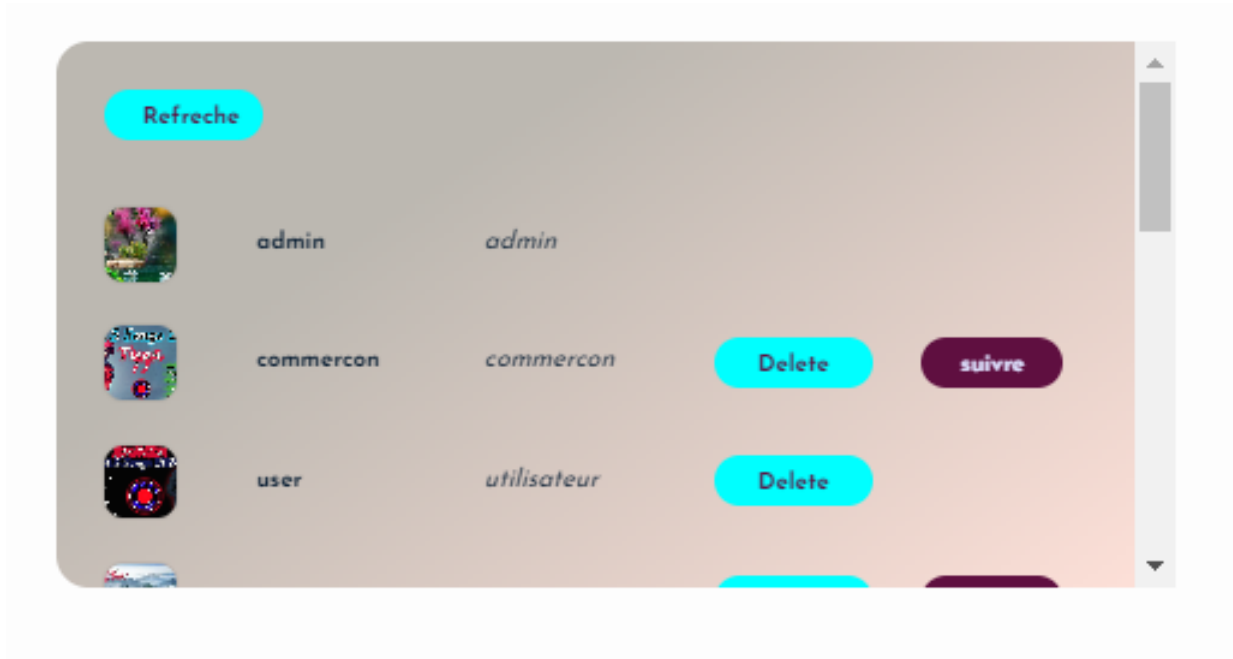 Refreche
admin admin
commercon commercon Delete suivre
user utilisateur Delete